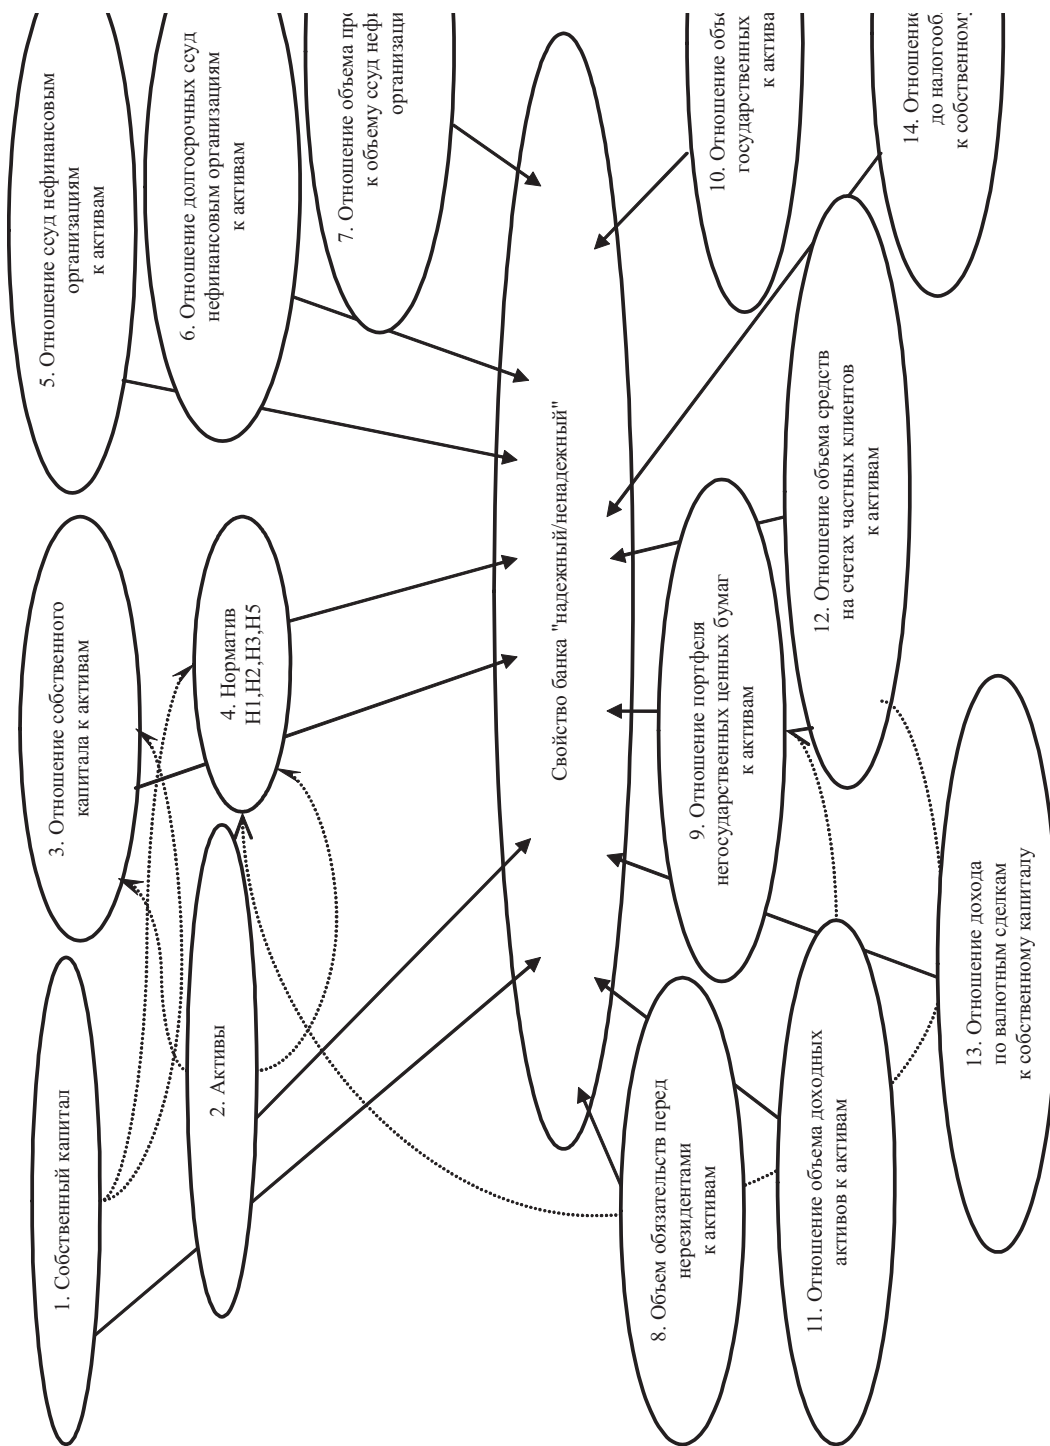 1. Собственный капитал
2. Активы
3. Отношение собственного
капитала к активам
4. Норматив
Н1,Н2,Н3,Н5
5. Отношение ссуд нефинансовым
организациям
к активам
6. Отношение долгосрочных ссуд
нефинансовым организациям
к активам
7. Отношение объема
к объему ссуд
Свойство банка "надежный/ненадежный"
8. Объем обязательств перед
нерезидентами
к активам
9. Отношение портфеля
негосударственных ценных бумаг
к активам
10. Отношение
государственных
к
11. Отношение объема доходных
активов к активам
12. Отношение объема средств
на счетах частных клиентов
к активам
13. Отношение дохода
по валютным сделкам
к собственному капиталу
14. Отношение
до
к собственному